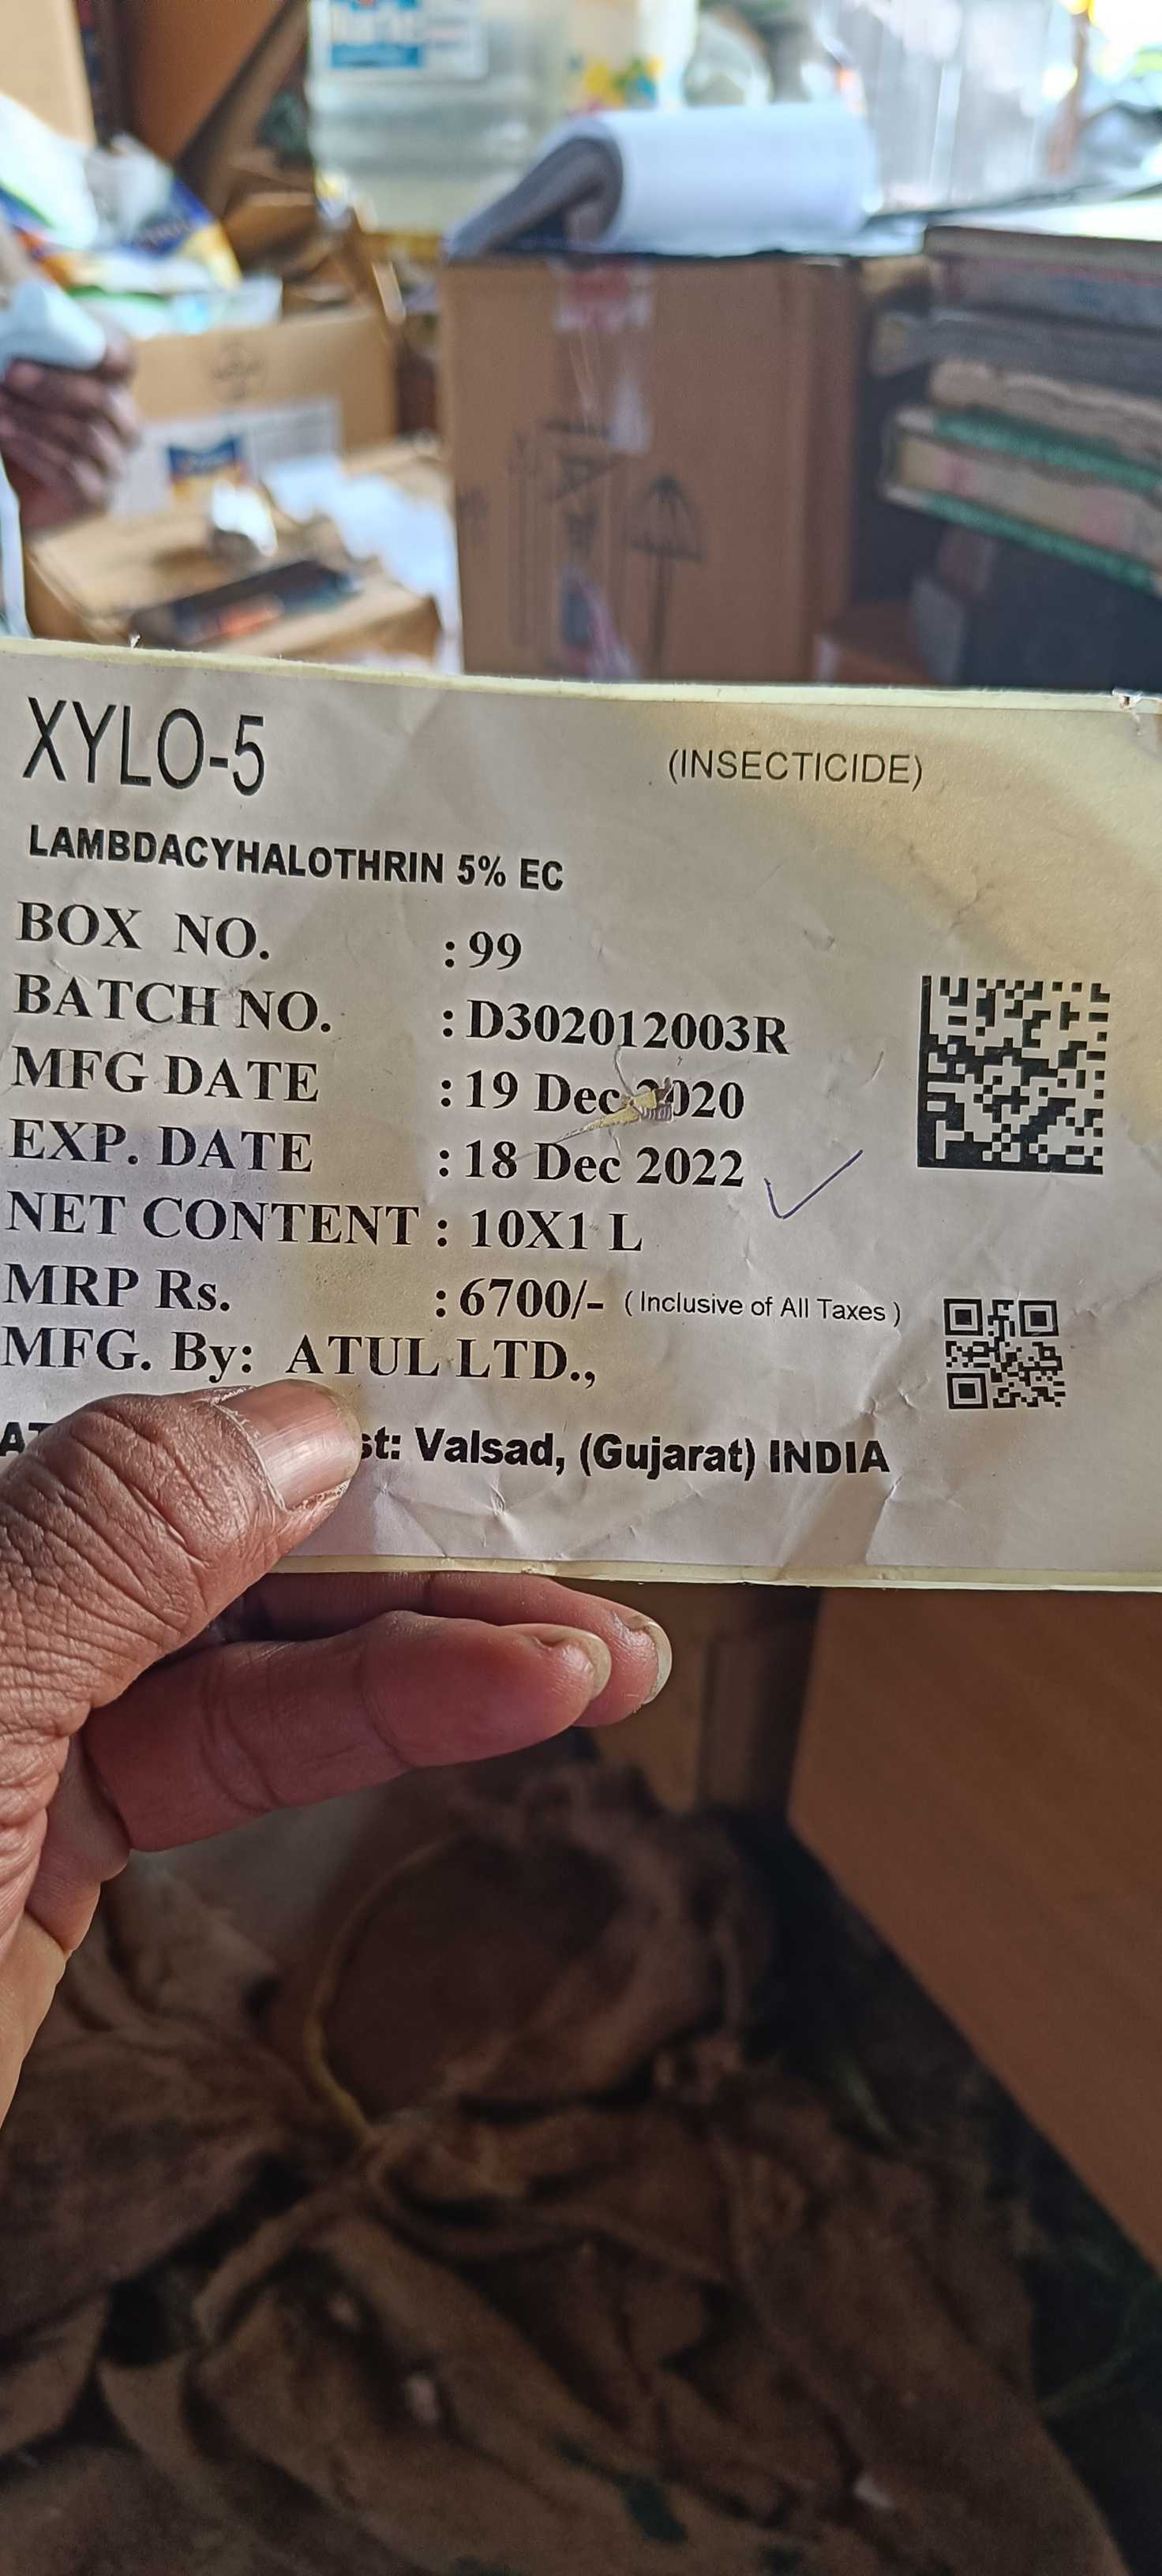 XYLO-5 (INSECTICIDE)
LAMBDACYHALOTHRIN 5% EC
BOX NO. : 99
BATCH NO. : D302012003R
MFG DATE : 19 Dec 2020
EXP. DATE : 18 Dec 2022
NET CONTENT : 10X1 L
MRP Rs. : 6700/- ( Inclusive of All Taxes )
MFG. By: ATUL LTD.,
Valsad, (Gujarat) INDIA